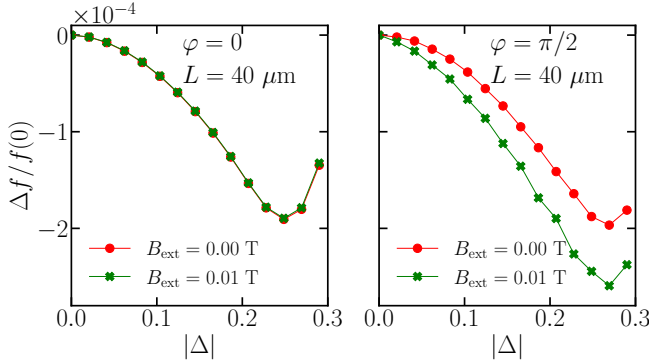 ×10⁻⁴
φ = 0
L = 40 μm
φ = π/2
L = 40 μm
0
−1
−2
Δf/f(0)
B_ext = 0.00 T
B_ext = 0.01 T
B_ext = 0.00 T
B_ext = 0.01 T
0.0 0.1 0.2 0.3
0.0 0.1 0.2 0.3
|Δ|
|Δ|